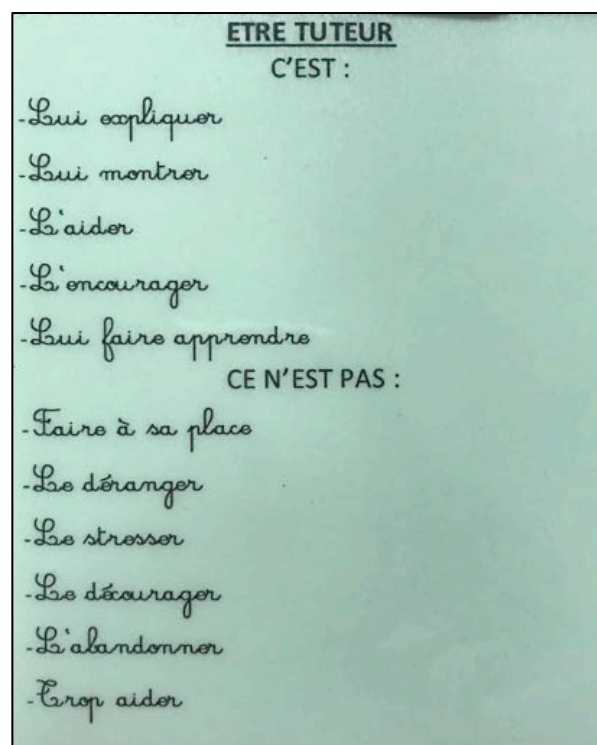 ETRE TUTEUR
C'EST :
-Lui expliquer
-Lui montrer
-L'aider
-L'encourager
-Lui faire apprendre
CE N'EST PAS :
-Faire à sa place
-Le déranger
-Le stresser
-Le décourager
-L'abandonner
-Trop aider